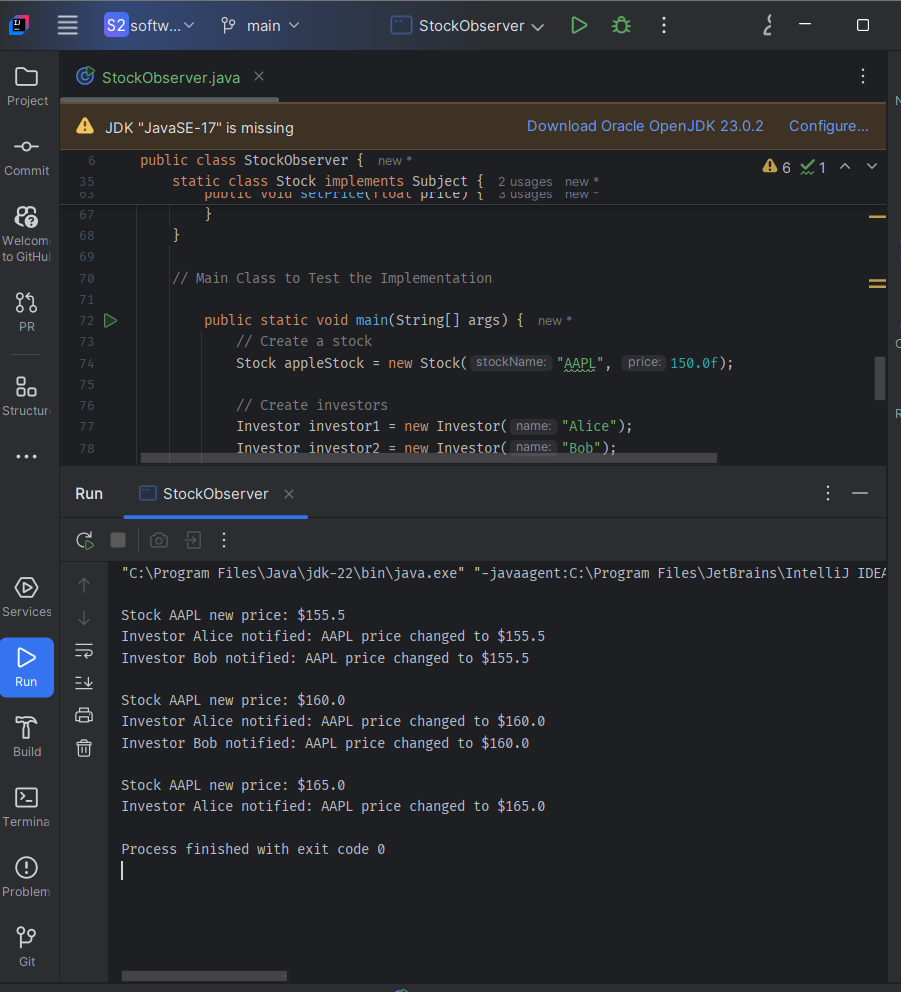 S2 softw... main StockObserver
Project
Commit
Welcom
to GitHu
PR
Structur
StockObserver.java
JDK "JavaSE-17" is missing Download Oracle OpenJDK 23.0.2 Configure...
6 public class StockObserver { new *
35 static class Stock implements Subject { 2 usages new *
63 public void setPrice(float price) { 3 usages new *
6 1
67 }
68 }
69
70 // Main Class to Test the Implementation
71
72 public static void main(String[] args) { new *
73 // Create a stock
74 Stock appleStock = new Stock( stockName: "AAPL", price: 150.0f);
75
76 // Create investors
77 Investor investor1 = new Investor( name: "Alice");
78 Investor investor2 = new Investor( name: "Bob");
Run StockObserver
Services
Run
Build
Termina
Problem
Git
"C:\Program Files\Java\jdk-22\bin\java.exe" "-javaagent:C:\Program Files\JetBrains\IntelliJ IDEA
Stock AAPL new price: $155.5
Investor Alice notified: AAPL price changed to $155.5
Investor Bob notified: AAPL price changed to $155.5
Stock AAPL new price: $160.0
Investor Alice notified: AAPL price changed to $160.0
Investor Bob notified: AAPL price changed to $160.0
Stock AAPL new price: $165.0
Investor Alice notified: AAPL price changed to $165.0
Process finished with exit code 0